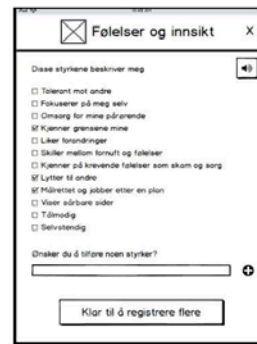 Følelser og innsikt X
Disse styrkene beskriver meg
Tolerant mot andre
Fokuserer på meg selv
Omsorg for mine pårørende
Kjenner grensene mine
Liker forandringer
Skiller mellom fornuft og følelser
Kjenner på krevende følelser som skam og sorg
Lytter til andre
Målrettet og jobber etter en plan
Viser sårbare sider
Tålmodig
Selvstendig
Ønsker du å tilføre noen styrker?
Klar til å registrere flere